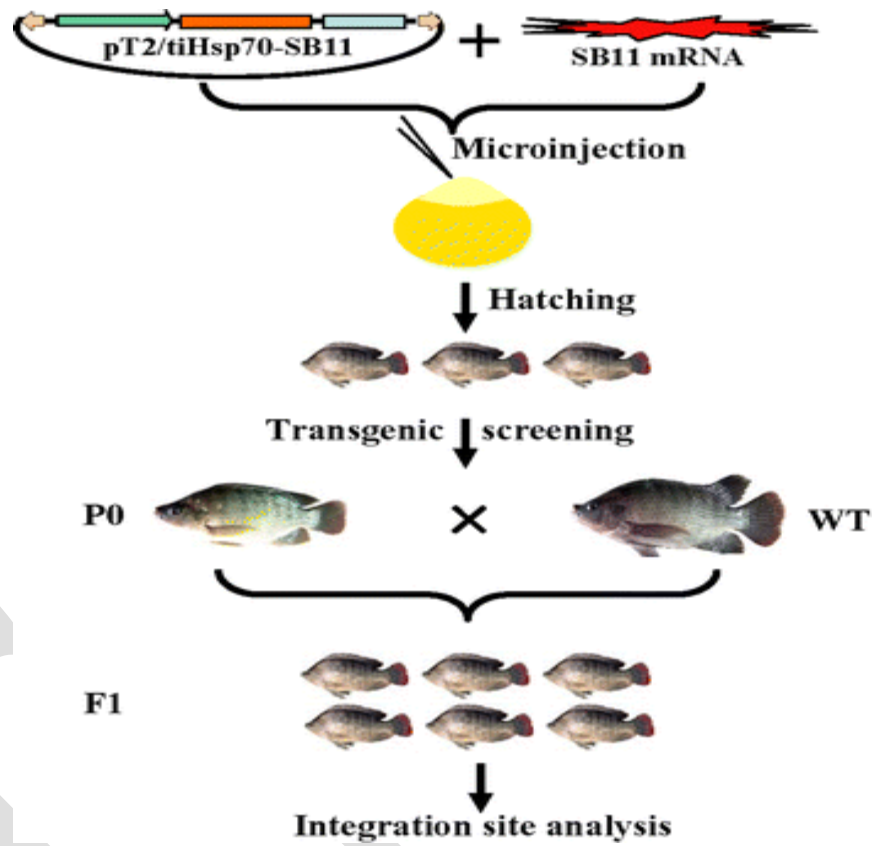 pT2/tiHsp70-SB11
SB11 mRNA
Microinjection
Hatching
Transgenic screening
P0
WT
F1
Integration site analysis